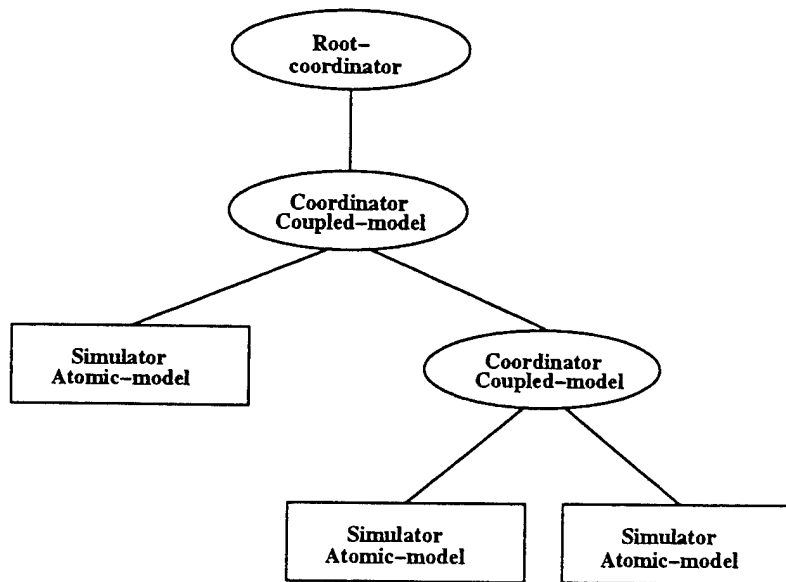 Root–
coordinator
Coordinator
Coupled–model
Simulator
Atomic–model
Coordinator
Coupled–model
Simulator
Atomic–model
Simulator
Atomic–model